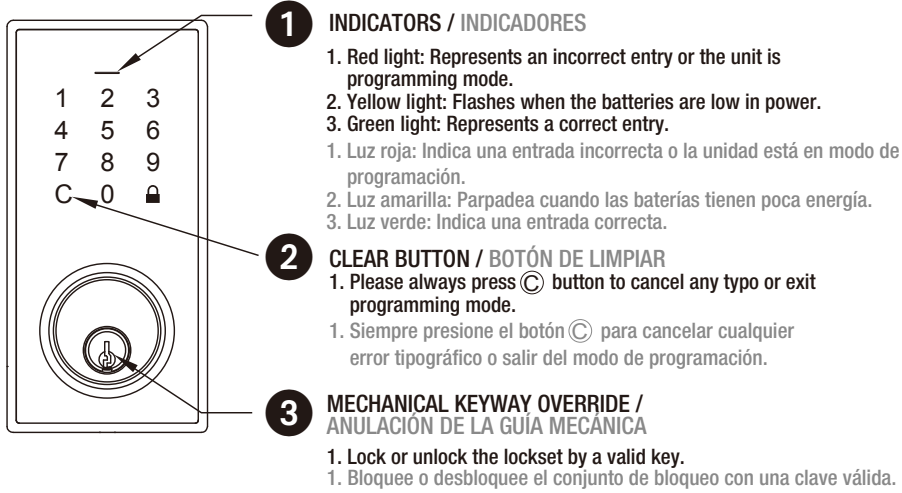 1 INDICATORS / INDICADORES
1. Red light: Represents an incorrect entry or the unit is
programming mode.
2. Yellow light: Flashes when the batteries are low in power.
3. Green light: Represents a correct entry.
1. Luz roja: Indica una entrada incorrecta o la unidad está en modo de
programación.
2. Luz amarilla: Parpadea cuando las baterías tienen poca energía.
3. Luz verde: Indica una entrada correcta.
1 2 3
4 5 6
7 8 9
C 0
2 CLEAR BUTTON / BOTÓN DE LIMPIAR
1. Please always press Ⓒ button to cancel any typo or exit
programming mode.
1. Siempre presione el botón Ⓒ para cancelar cualquier
error tipográfico o salir del modo de programación.
3 MECHANICAL KEYWAY OVERRIDE /
ANULACIÓN DE LA GUÍA MECÁNICA
1. Lock or unlock the lockset by a valid key.
1. Bloquee o desbloquee el conjunto de bloqueo con una clave válida.